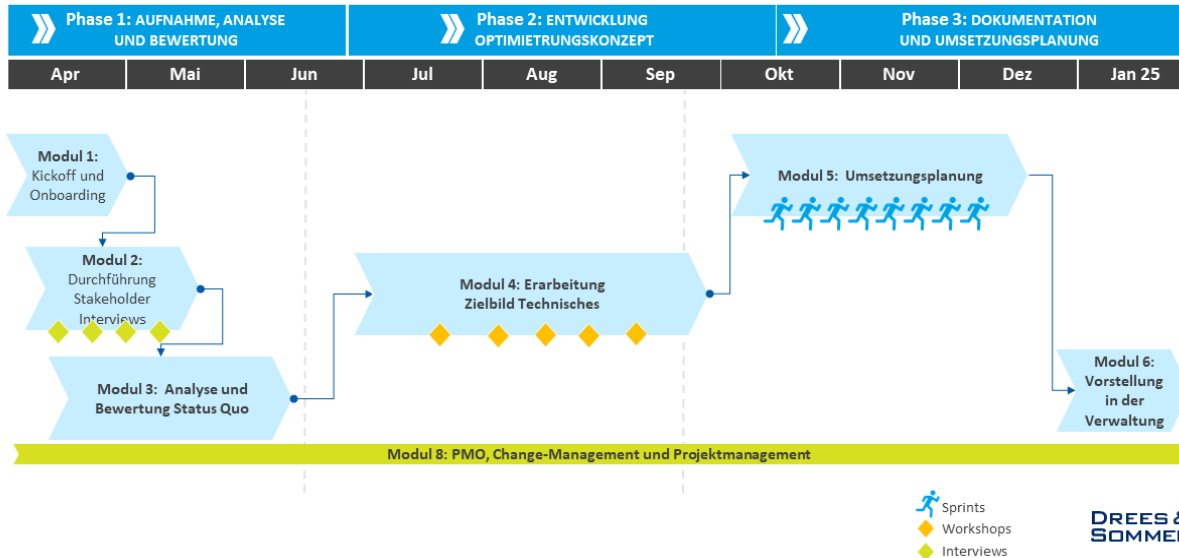 Phase 1: AUFNAHME, ANALYSE
UND BEWERTUNG
Phase 2: ENTWICKLUNG
OPTIMIETRUNGSKONZEPT
Phase 3: DOKUMENTATION
UND UMSETZUNGSPLANUNG
Apr
Mai
Jun
Jul
Aug
Sep
Okt
Nov
Dez
Jan 25
Modul 1:
Kickoff und
Onboarding
Modul 5: Umsetzungsplanung
Modul 2:
Durchführung
Stakeholder
Interviews
Modul 4: Erarbeitung
Zielbild Technisches
Modul 3: Analyse und
Bewertung Status Quo
Modul 6:
Vorstellung
in der
Verwaltung
Modul 8: PMO, Change-Management und Projektmanagement
Sprints
Workshops
Interviews
DREES &
SOMMER